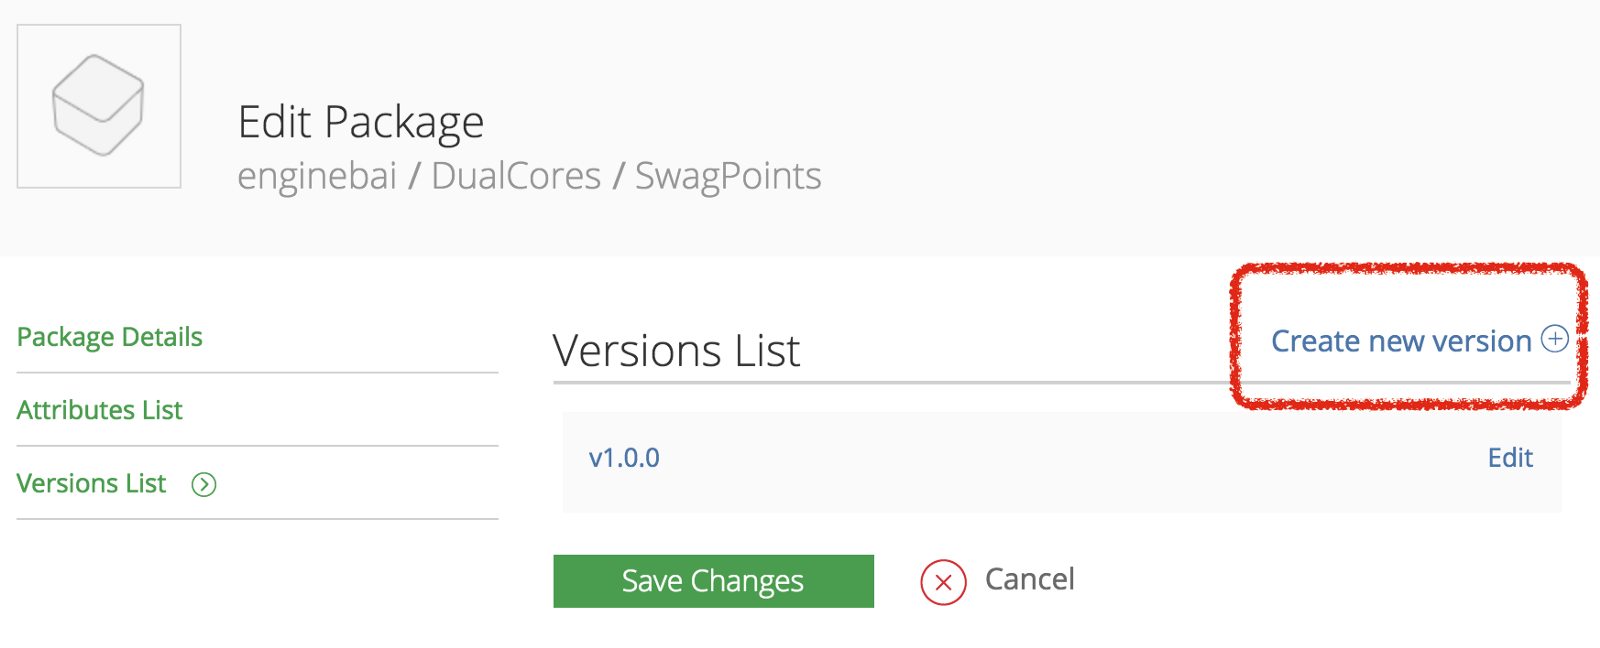 Edit Package
enginebai / DualCores / SwagPoints
Package Details
Attributes List
Versions List
Versions List
Create new version
v1.0.0
Edit
Save Changes
Cancel